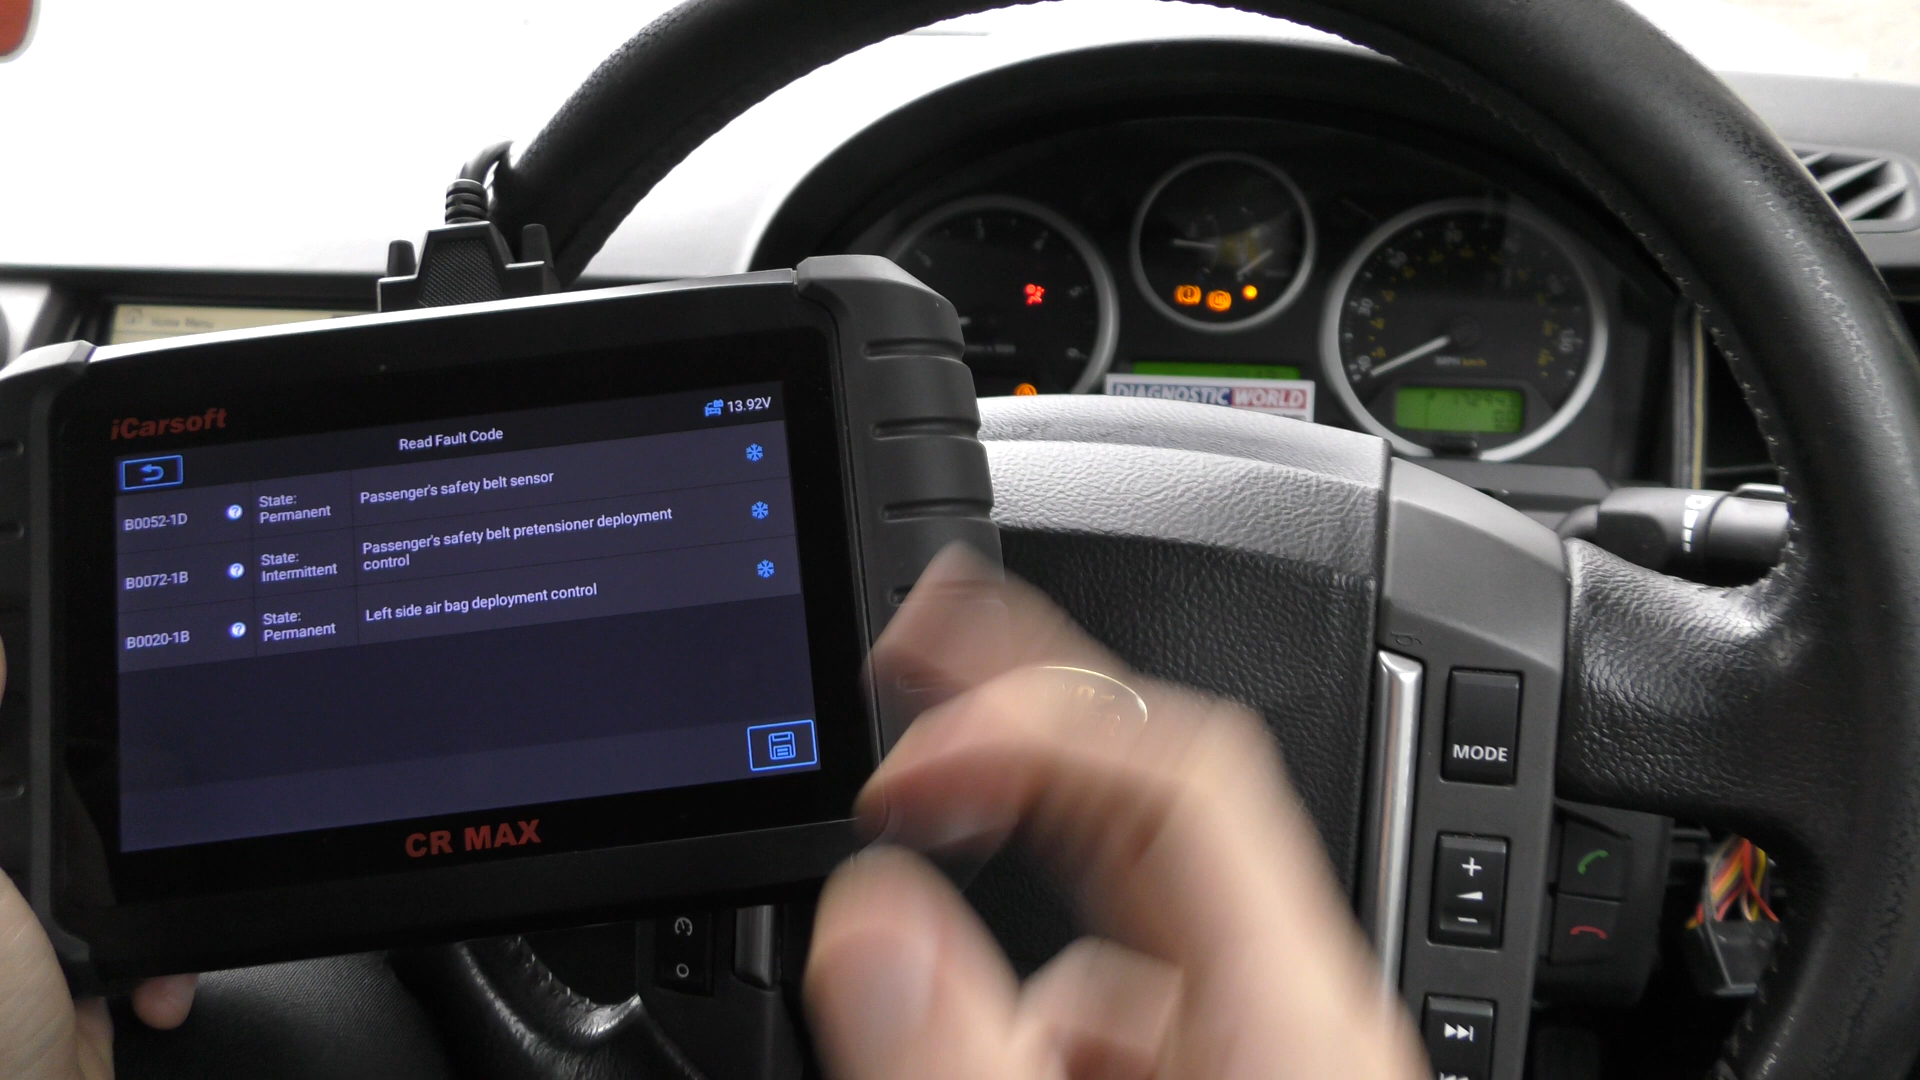 iCarsoft
13.92V
Read Fault Code
B0052-1D
State:
Permanent
Passenger's safety belt sensor
B0072-1B
State:
Intermittent
Passenger's safety belt pretensioner deployment
control
B0020-1B
State:
Permanent
Left side air bag deployment control
CR MAX
DIAGNOSTIC WORLD
MPH km/h
MODE
+
−